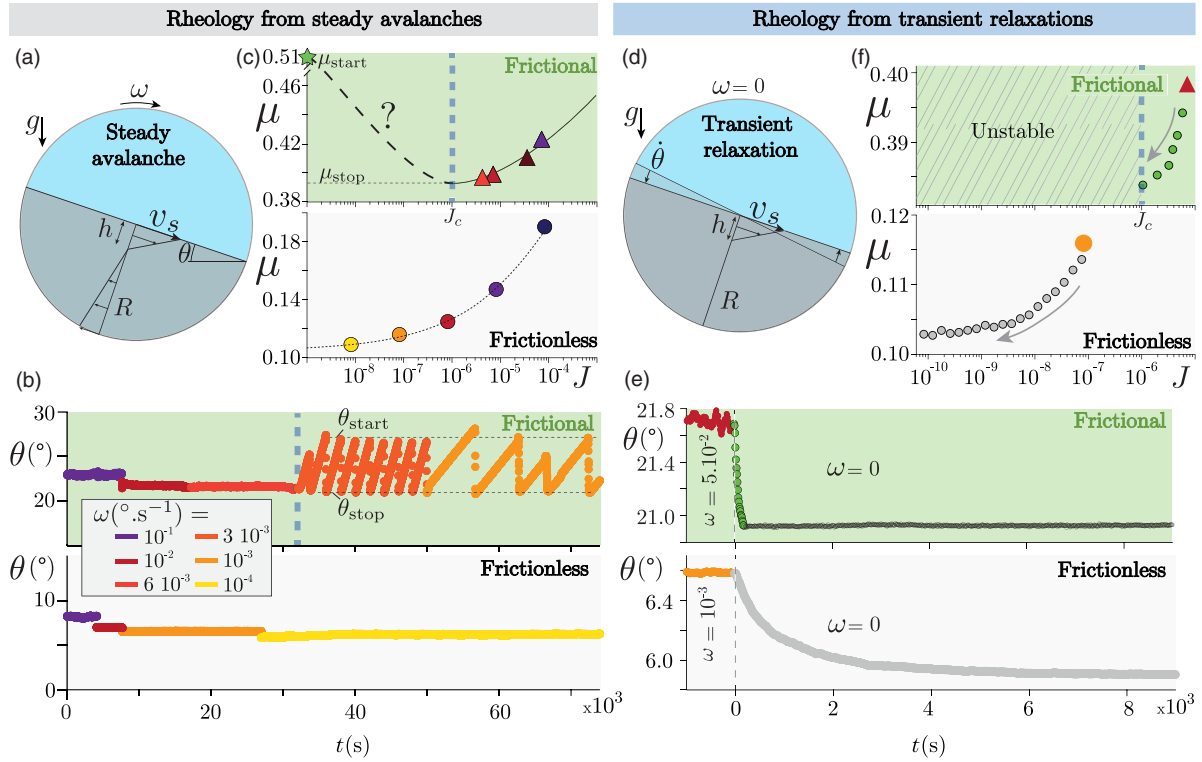 Rheology from steady avalanches
Rheology from transient relaxations
(a)
ω
g
Steady
avalanche
v_s
h
θ
R
(c)
0.51
0.46
μ
0.42
0.38
μ_start
μ_stop
?
Frictional
J_c
0.18
μ
0.14
0.10
Frictionless
10^-8 10^-7 10^-6 10^-5 10^-4 J
(d)
ω = 0
g
θ̇
Transient
relaxation
v_s
h
R
(f)
0.40
μ
0.39
0.38
Frictional
Unstable
J_c
0.12
μ
0.11
0.10
Frictionless
10^-10 10^-9 10^-8 10^-7 10^-6 J
(b)
30
θ(°)
20
θ_start
θ_stop
Frictional
ω(°.s^-1) =
10^-1 3 10^-3
10^-2 10^-3
6 10^-3 10^-4
θ(°)
10
0
Frictionless
0 20 40 60 x10^3
t(s)
(e)
21.8
θ(°)
21.4
21.0
ω = 5.10^-2
ω = 0
Frictional
θ(°)
6.4
6.0
ω = 10^-3
ω = 0
Frictionless
0 2 4 6 8 x10^3
t(s)